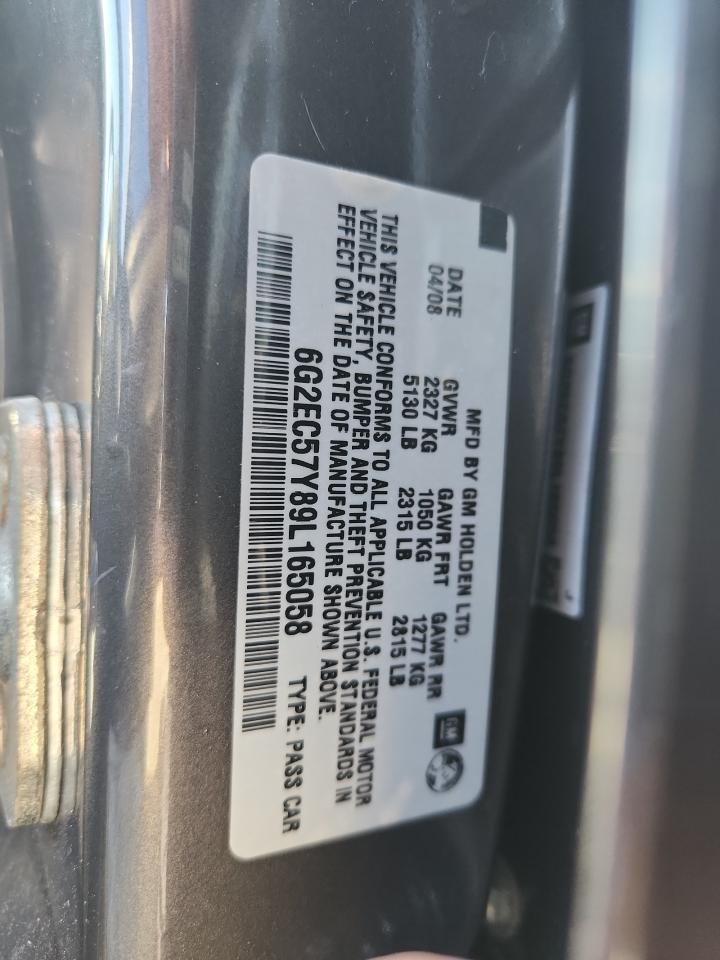 MFD BY GM HOLDEN LTD.
DATE GVWR GAWR FRT GAWR RR
04/08 2327 KG 1050 KG 1277 KG
5130 LB 2315 LB 2815 LB
GM
THIS VEHICLE CONFORMS TO ALL APPLICABLE U.S. FEDERAL MOTOR
VEHICLE SAFETY, BUMPER AND THEFT PREVENTION STANDARDS IN
EFFECT ON THE DATE OF MANUFACTURE SHOWN ABOVE.
6G2EC57Y89L165058 TYPE: PASS CAR